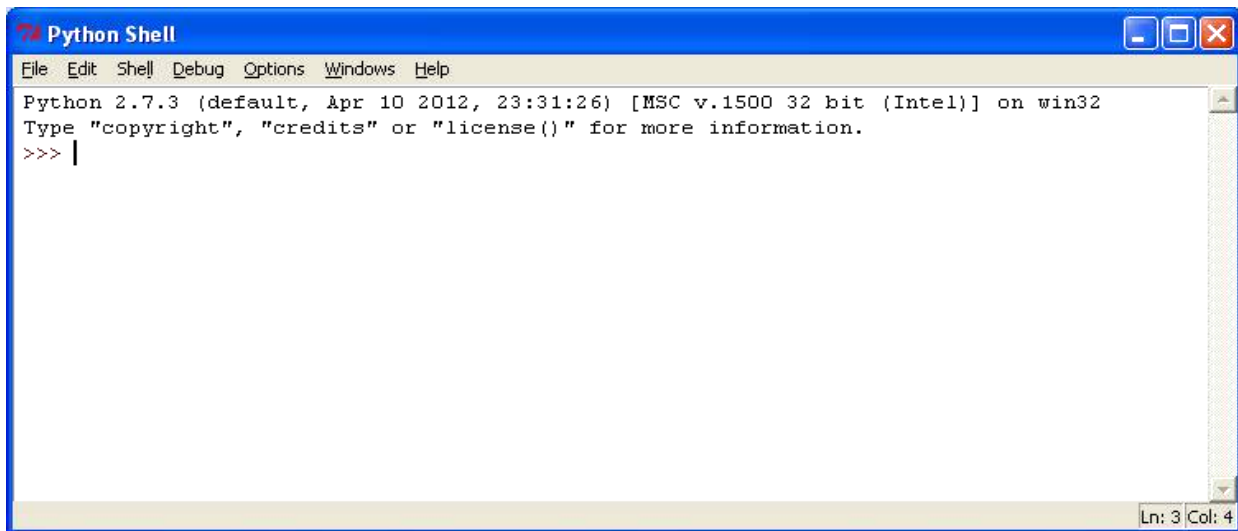 Python Shell
File Edit Shell Debug Options Windows Help
Python 2.7.3 (default, Apr 10 2012, 23:31:26) [MSC v.1500 32 bit (Intel)] on win32
Type "copyright", "credits" or "license()" for more information.
>>>
Ln: 3 Col: 4